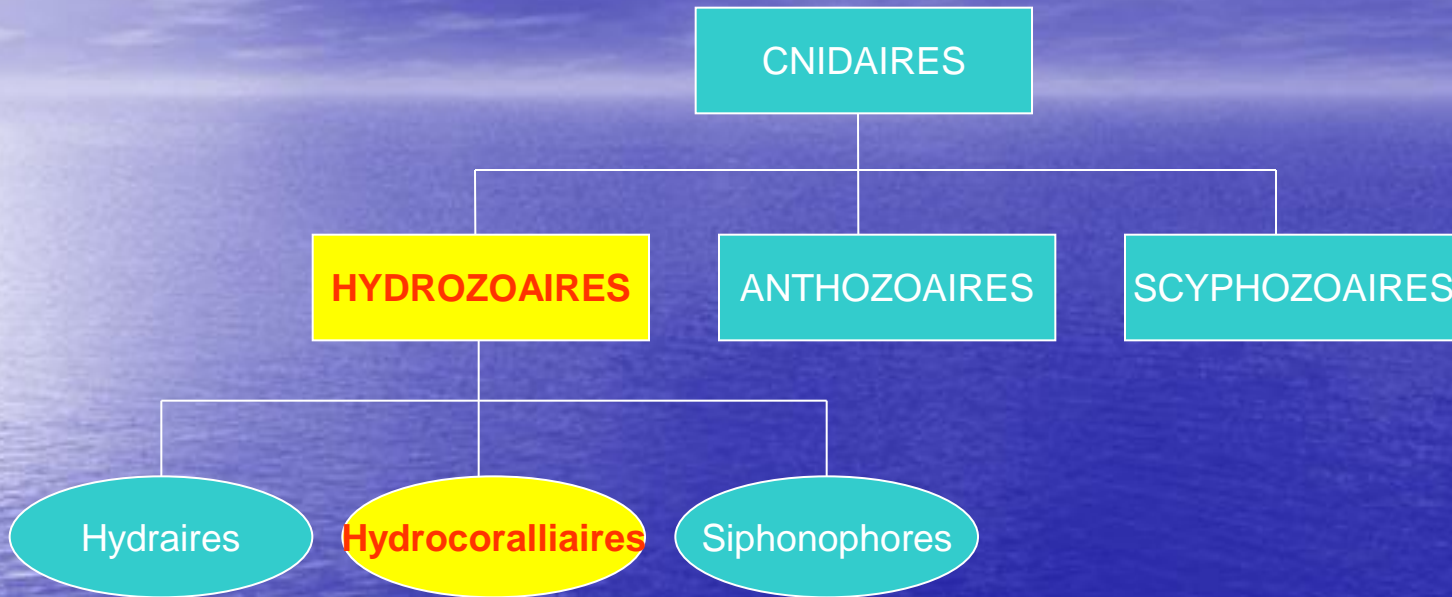 CNIDAIRES
HYDROZOAIRES
ANTHOZOAIRES
SCYPHOZOAIRES
Hydraires
Hydrocoralliaires
Siphonophores